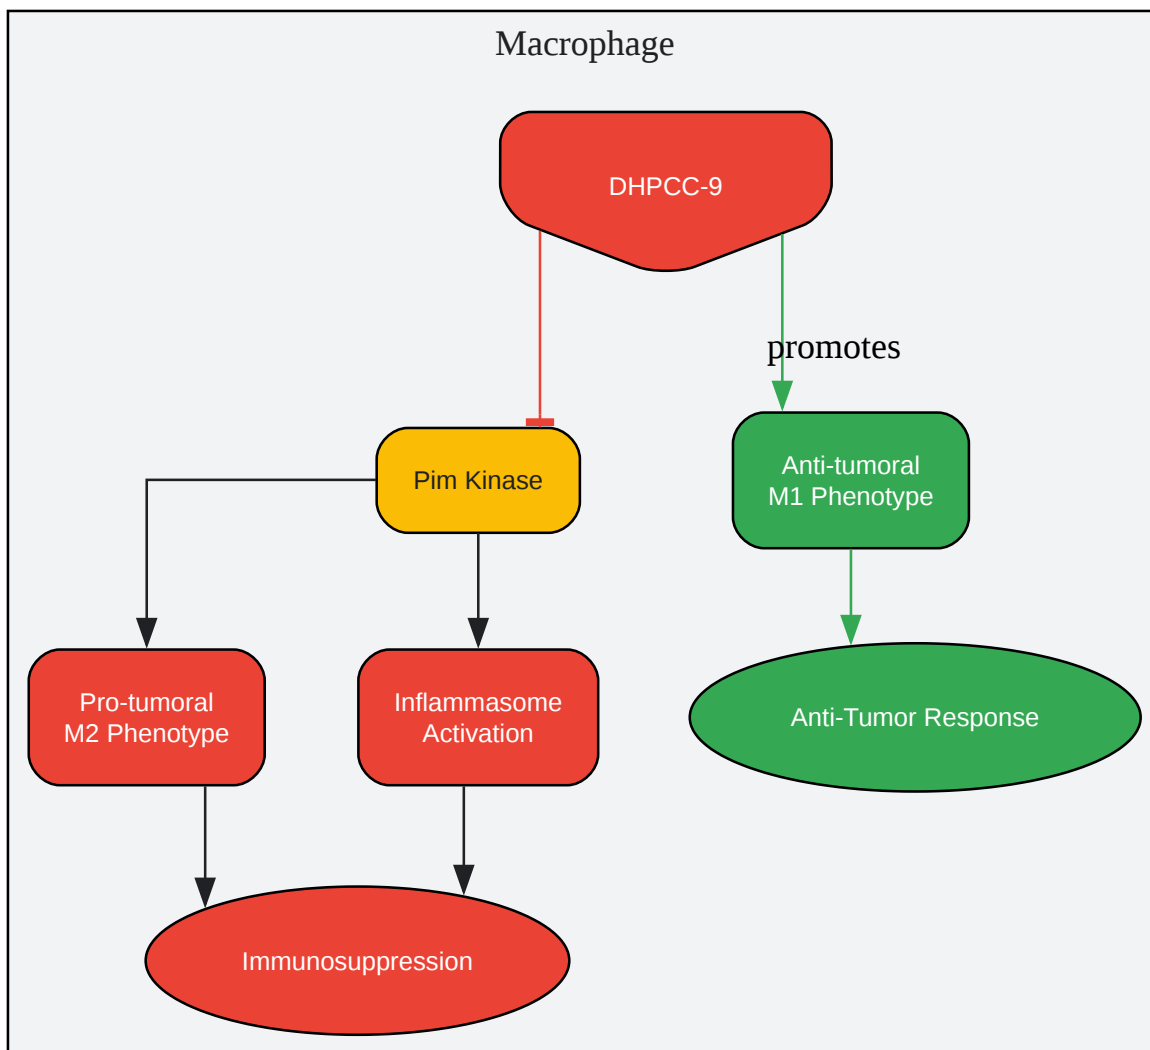 Macrophage
DHPCC-9
promotes
Pim Kinase
Anti-tumoral
M1 Phenotype
Pro-tumoral
M2 Phenotype
Inflammasome
Activation
Anti-Tumor Response
Immunosuppression